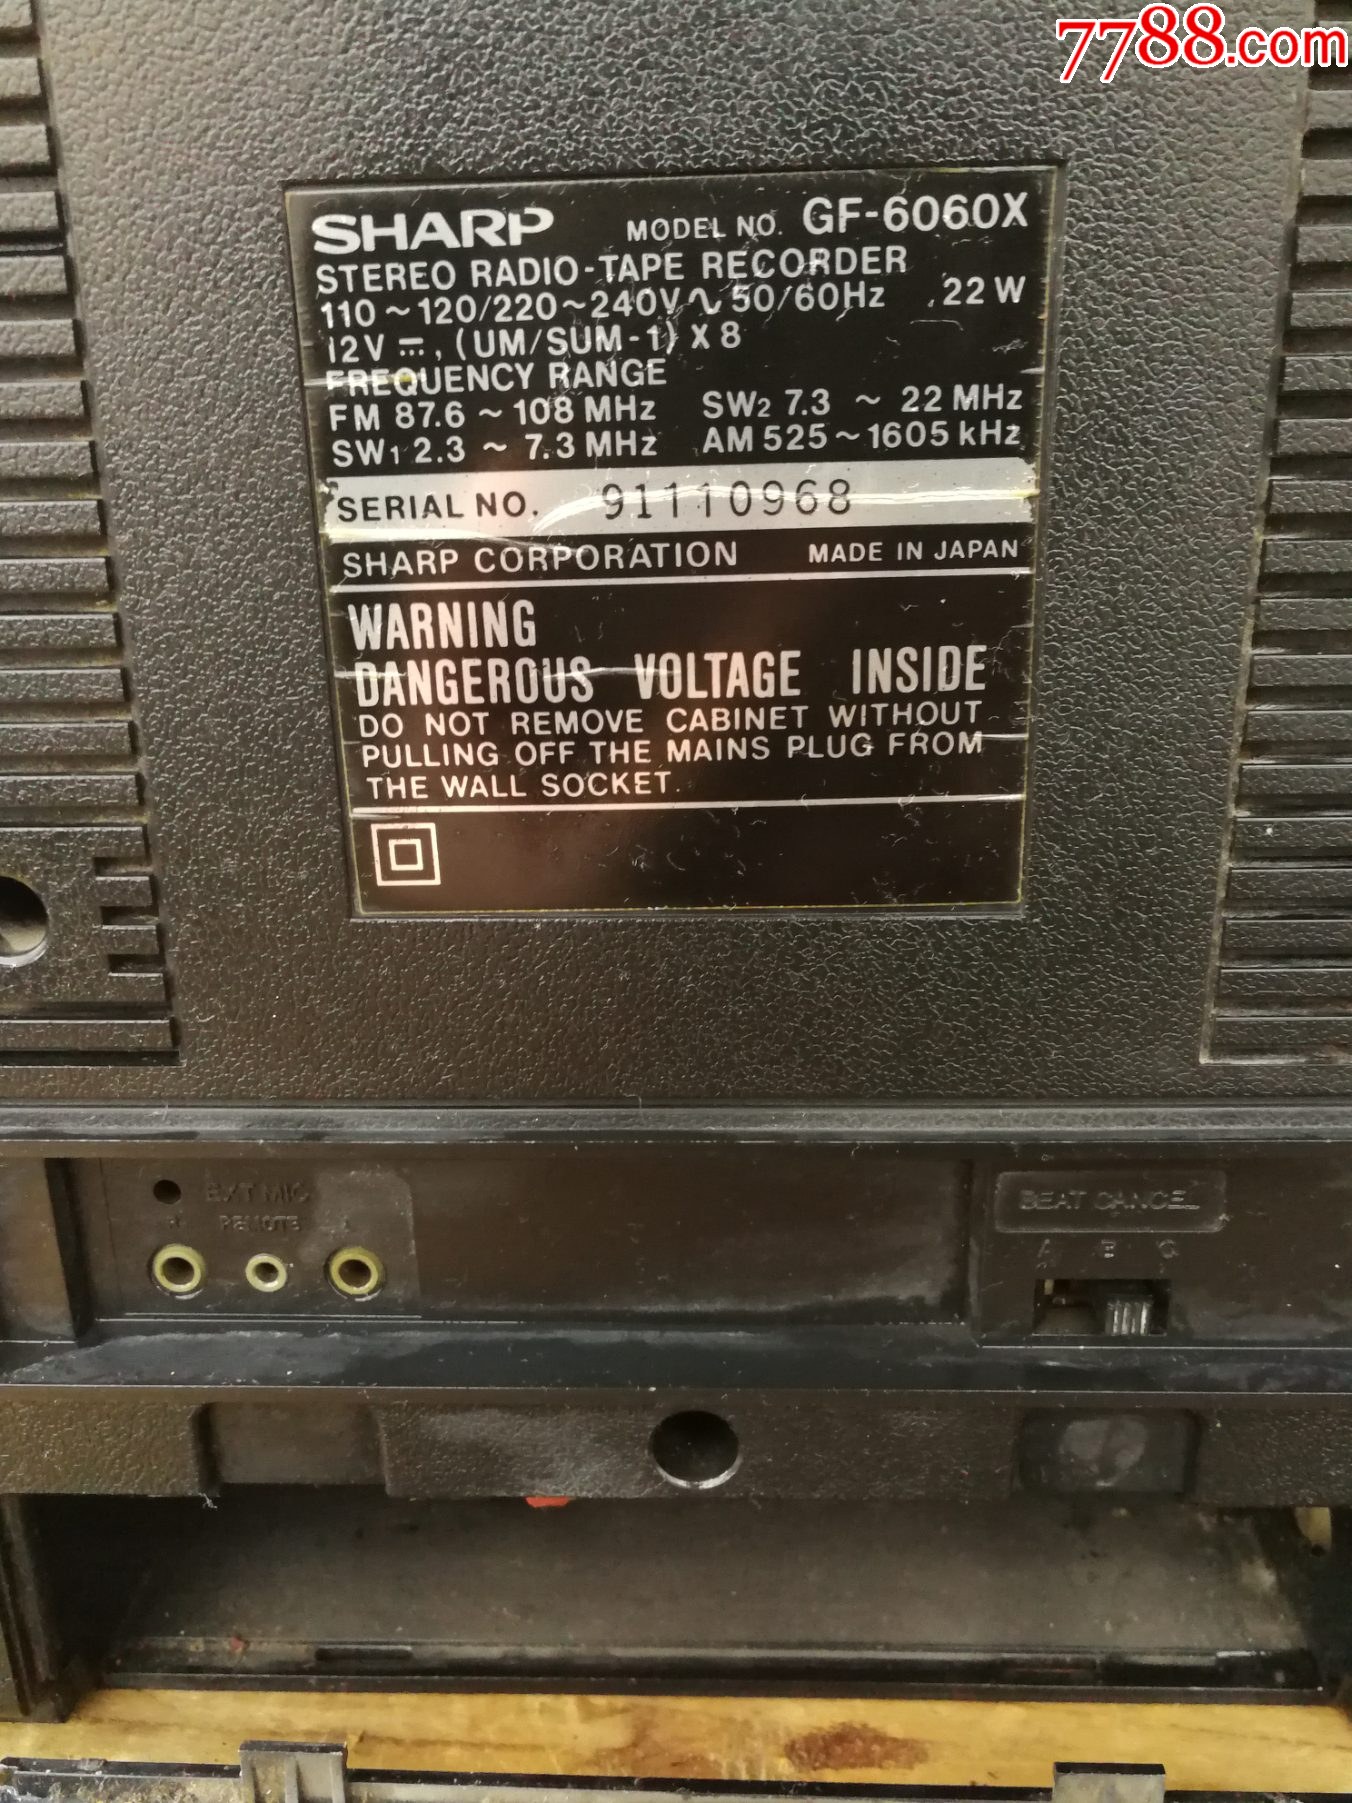 7788.com
SHARP MODEL NO. GF-6060X
STEREO RADIO-TAPE RECORDER
110~120/220~240V∿50/60Hz 22W
12V⎓, (UM/SUM-1) X 8
FREQUENCY RANGE
FM 87.6 ~ 108 MHz SW2 7.3 ~ 22 MHz
SW1 2.3 ~ 7.3 MHz AM 525~1605 kHz
SERIAL NO. 91110968
SHARP CORPORATION MADE IN JAPAN
WARNING
DANGEROUS VOLTAGE INSIDE
DO NOT REMOVE CABINET WITHOUT
PULLING OFF THE MAINS PLUG FROM
THE WALL SOCKET.
EXT MIC
R REMOTE L
BEAT CANCEL
A B C